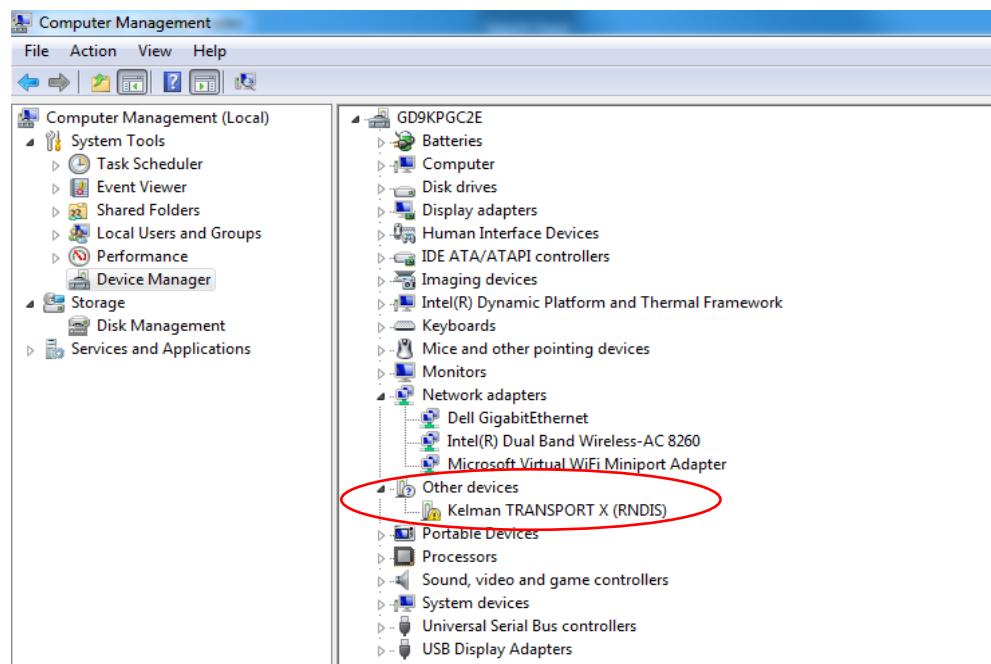 Computer Management
File Action View Help
Computer Management (Local)
System Tools
Task Scheduler
Event Viewer
Shared Folders
Local Users and Groups
Performance
Device Manager
Storage
Disk Management
Services and Applications
GD9KPGC2E
Batteries
Computer
Disk drives
Display adapters
Human Interface Devices
IDE ATA/ATAPI controllers
Imaging devices
Intel(R) Dynamic Platform and Thermal Framework
Keyboards
Mice and other pointing devices
Monitors
Network adapters
Dell GigabitEthernet
Intel(R) Dual Band Wireless-AC 8260
Microsoft Virtual WiFi Miniport Adapter
Other devices
Kelman TRANSPORT X (RNDIS)
Portable Devices
Processors
Sound, video and game controllers
System devices
Universal Serial Bus controllers
USB Display Adapters